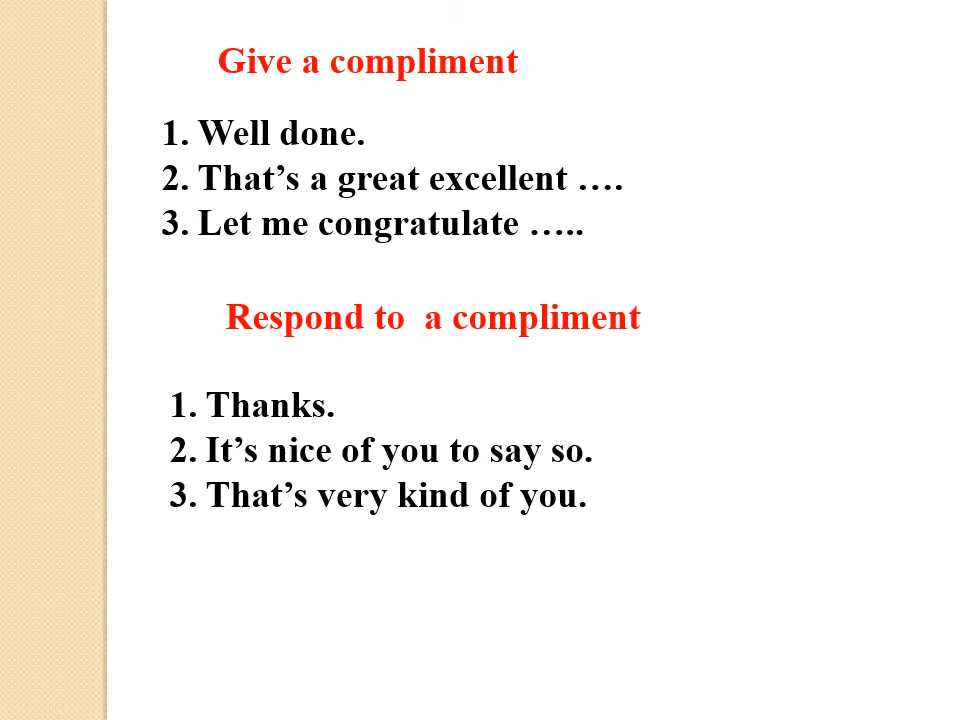 Give a compliment
1. Well done.
2. That’s a great excellent ….
3. Let me congratulate …..
Respond to  a compliment
1. Thanks.
2. It’s nice of you to say so.
3. That’s very kind of you.